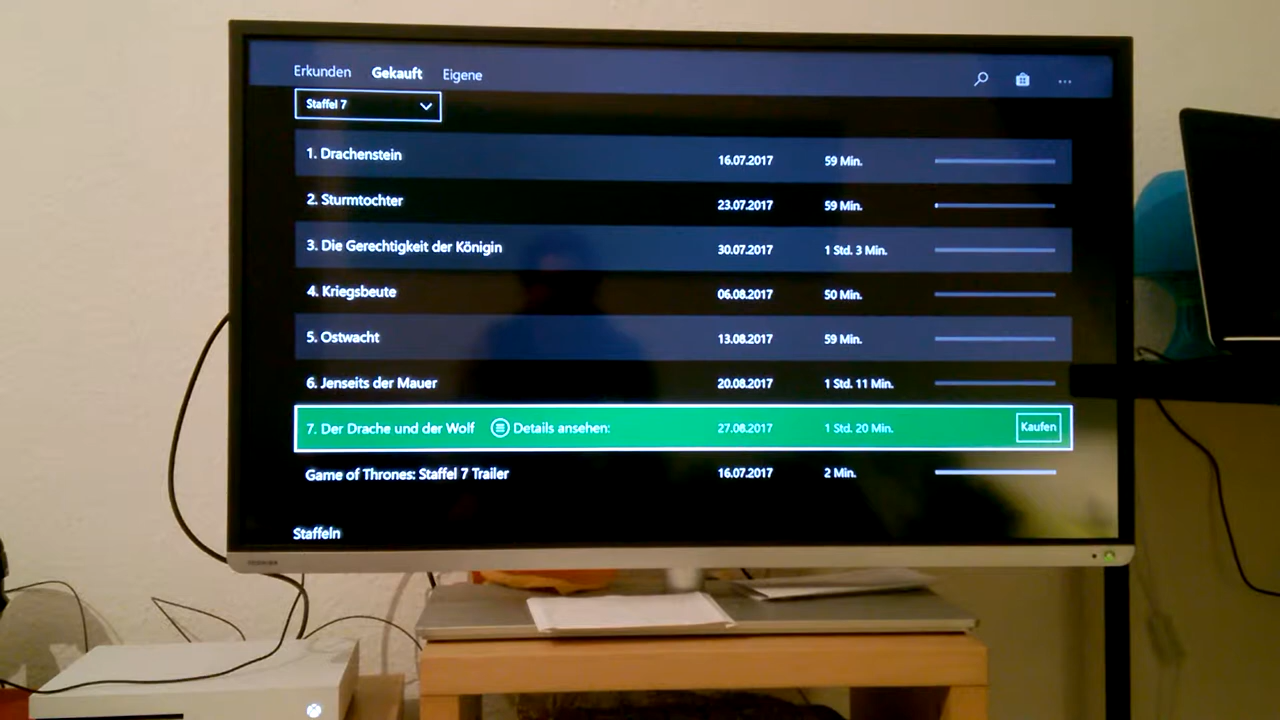 Erkunden Gekauft Eigene
Staffel 7
1. Drachenstein 16.07.2017 59 Min.
2. Sturmtochter 23.07.2017 59 Min.
3. Die Gerechtigkeit der Königin 30.07.2017 1 Std. 3 Min.
4. Kriegsbeute 06.08.2017 50 Min.
5. Ostwacht 13.08.2017 59 Min.
6. Jenseits der Mauer 20.08.2017 1 Std. 11 Min.
7. Der Drache und der Wolf Details ansehen: 27.08.2017 1 Std. 20 Min. Kaufen
Game of Thrones: Staffel 7 Trailer 16.07.2017 2 Min.
Staffeln
TOSHIBA